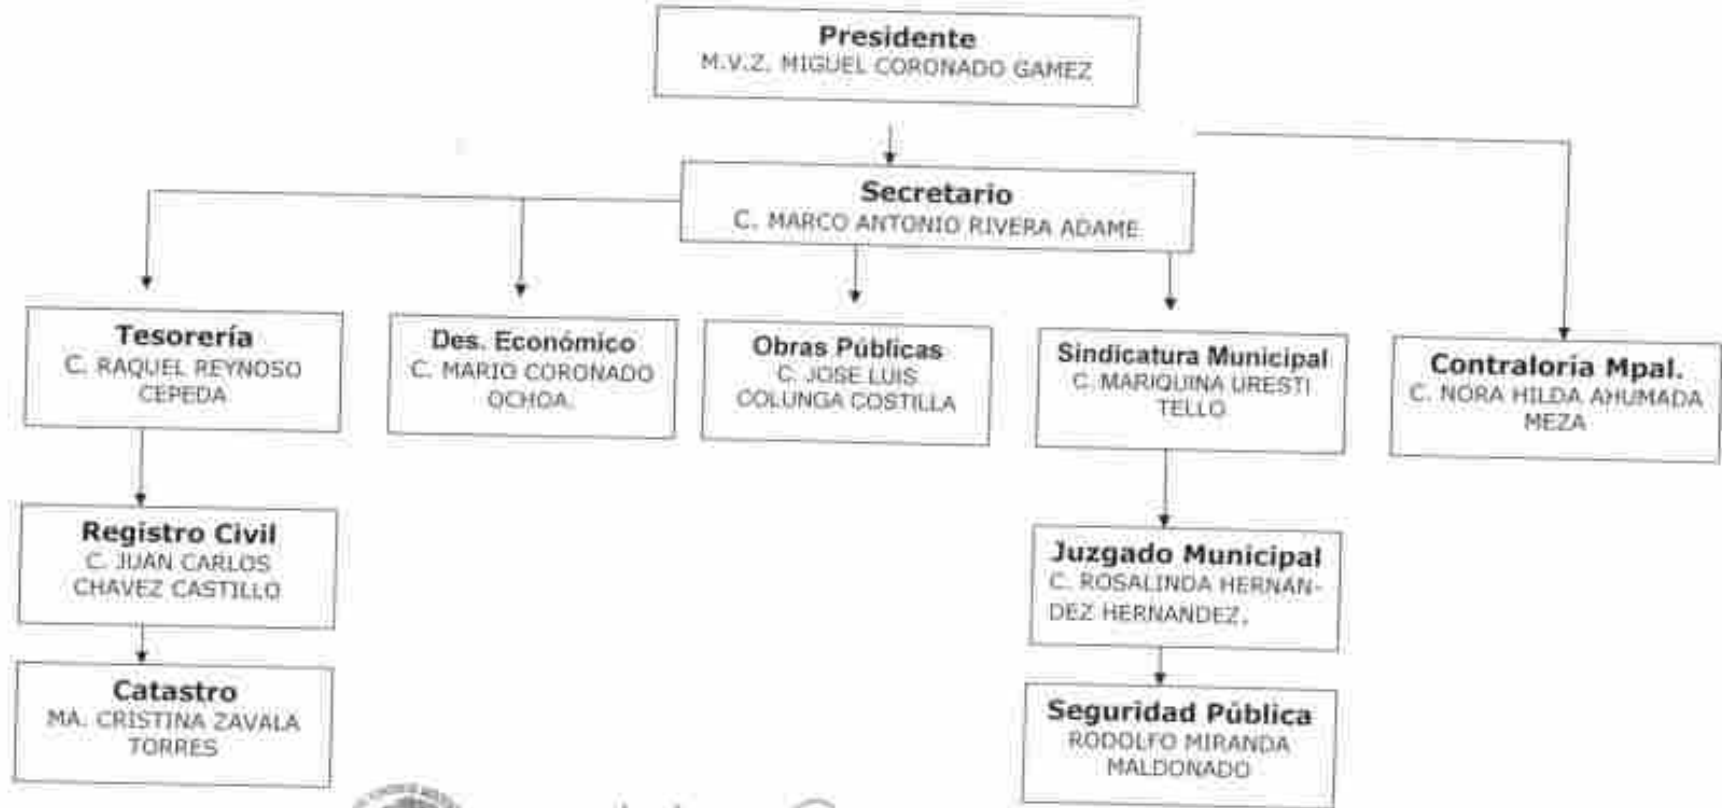 Presidente
M.V.Z. MIGUEL CORONADO GAMEZ
Secretario
C. MARCO ANTONIO RIVERA ADAME
Tesorería
C. RAQUEL REYNOSO
CEPEDA
Des. Económico
C. MARIO CORONADO
OCHOA.
Obras Públicas
C. JOSE LUIS
COLUNGA COSTILLA
Sindicatura Municipal
C. MARIQUINA URESTI
TELLO
Contraloría Mpal.
C. NORA HILDA AHUMADA
MEZA
Registro Civil
C. JUAN CARLOS
CHAVEZ CASTILLO
Juzgado Municipal
C. ROSALINDA HERNAN-
DEZ HERNANDEZ.
Catastro
MA. CRISTINA ZAVALA
TORRES
Seguridad Pública
RODOLFO MIRANDA
MALDONADO